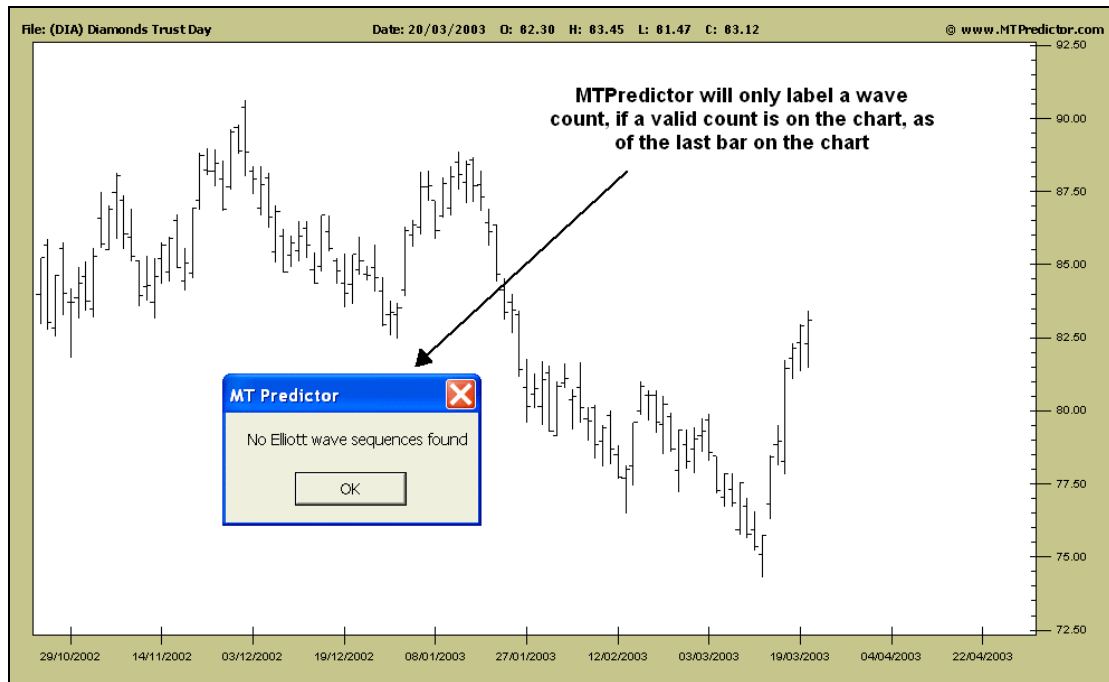 File: (DIA) Diamonds Trust Day
Date: 20/03/2003 O: 82.30 H: 83.45 L: 81.47 C: 83.12
© www.MTPredictor.com
92.50
MTPredictor will only label a wave
count, if a valid count is on the chart, as
of the last bar on the chart
90.00
87.50
85.00
82.50
MT Predictor
No Elliott wave sequences found
OK
80.00
77.50
75.00
72.50
29/10/2002 14/11/2002 03/12/2002 19/12/2002 08/01/2003 27/01/2003 12/02/2003 03/03/2003 19/03/2003 04/04/2003 22/04/2003